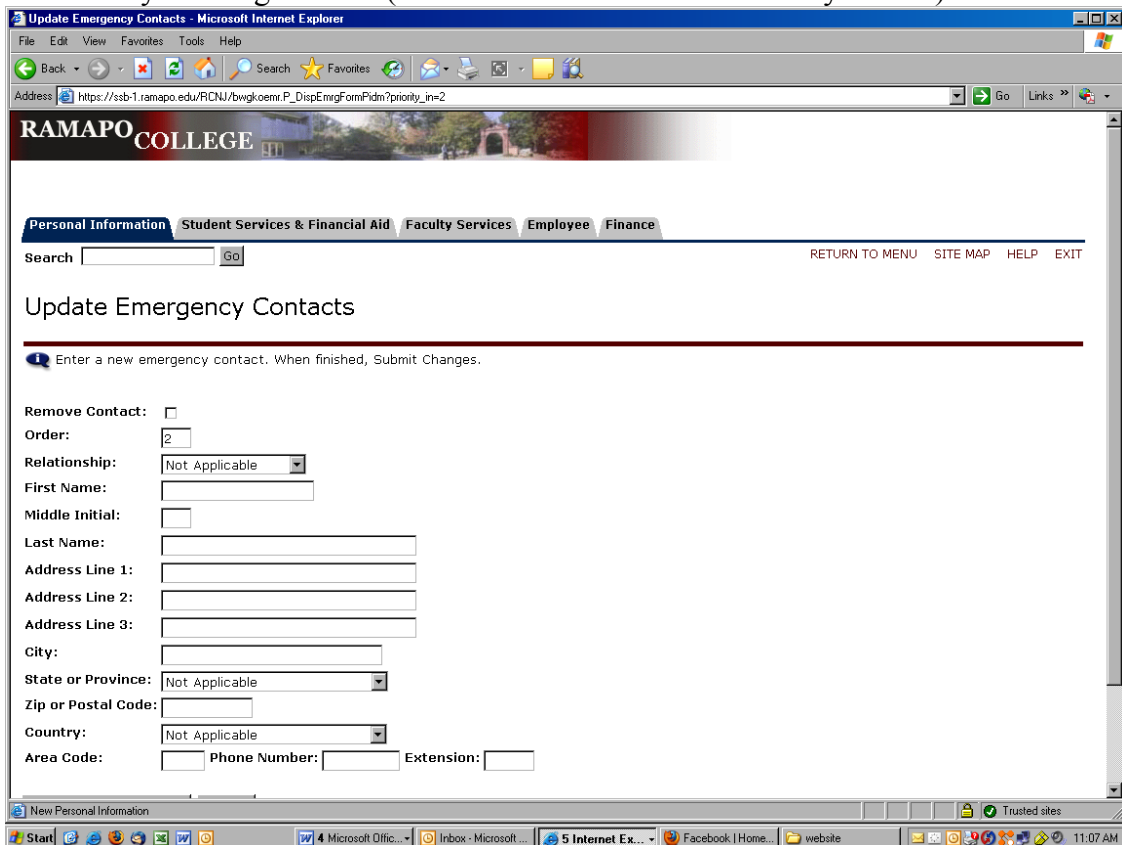 Update Emergency Contacts - Microsoft Internet Explorer
File Edit View Favorites Tools Help
Back Search Favorites
Address https://ssb-1.ramapo.edu/RCNJ/bwgkoemr.P_DispEmrgFormPidm?priority_in=2 Go Links »
RAMAPO COLLEGE
Personal Information Student Services & Financial Aid Faculty Services Employee Finance
Search Go RETURN TO MENU SITE MAP HELP EXIT
Update Emergency Contacts
Enter a new emergency contact. When finished, Submit Changes.
Remove Contact:
Order: 2
Relationship: Not Applicable
First Name:
Middle Initial:
Last Name:
Address Line 1:
Address Line 2:
Address Line 3:
City:
State or Province: Not Applicable
Zip or Postal Code:
Country: Not Applicable
Area Code: Phone Number: Extension:
New Personal Information Trusted sites
Start 4 Microsoft Offic... Inbox - Microsoft ... 5 Internet Ex... Facebook | Home... website 11:07 AM